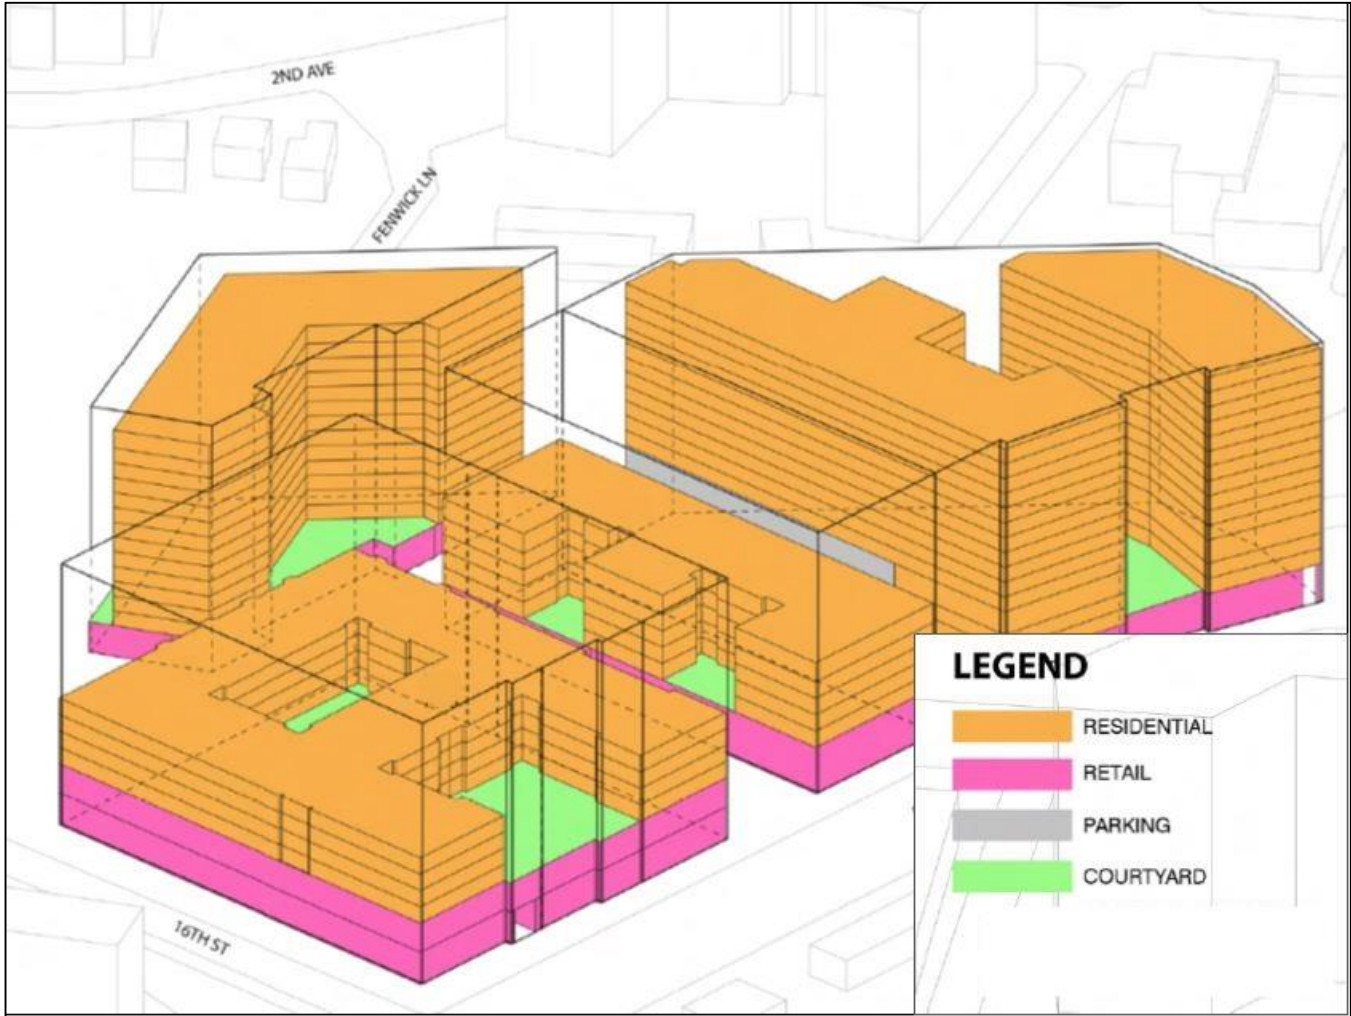 2ND AVE
FENWICK LN
16TH ST
LEGEND
RESIDENTIAL
RETAIL
PARKING
COURTYARD